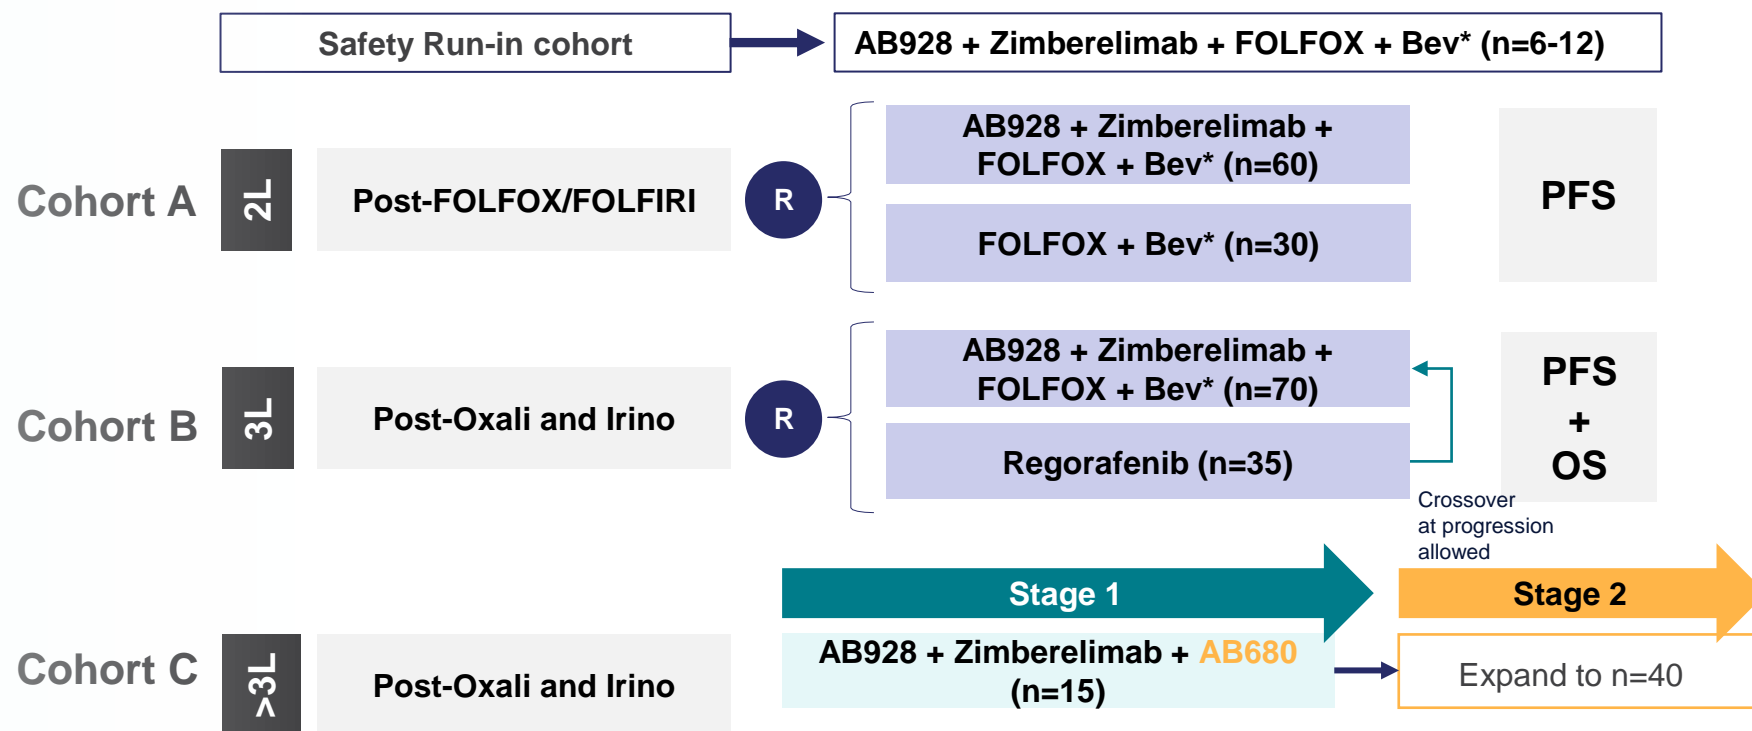 Safety Run-in cohort
AB928 + Zimberelimab + FOLFOX + Bev* (n=6-12)
Cohort A
2L
Post-FOLFOX/FOLFIRI
R
AB928 + Zimberelimab +
FOLFOX + Bev* (n=60)
FOLFOX + Bev* (n=30)
PFS
Cohort B
3L
Post-Oxali and Irino
R
AB928 + Zimberelimab +
FOLFOX + Bev* (n=70)
Regorafenib (n=35)
PFS
+
OS
Crossover
at progression
allowed
Stage 1
Stage 2
Cohort C
>3L
Post-Oxali and Irino
AB928 + Zimberelimab + AB680
(n=15)
Expand to n=40